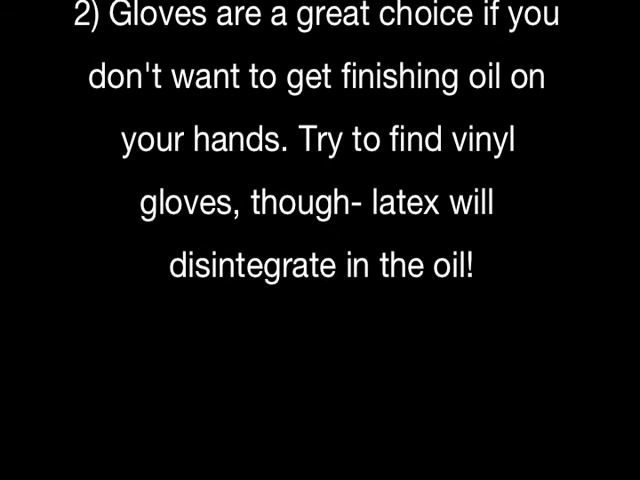 2) Gloves are a great choice if you
don't want to get finishing oil on
your hands. Try to find vinyl
gloves, though- latex will
disintegrate in the oil!